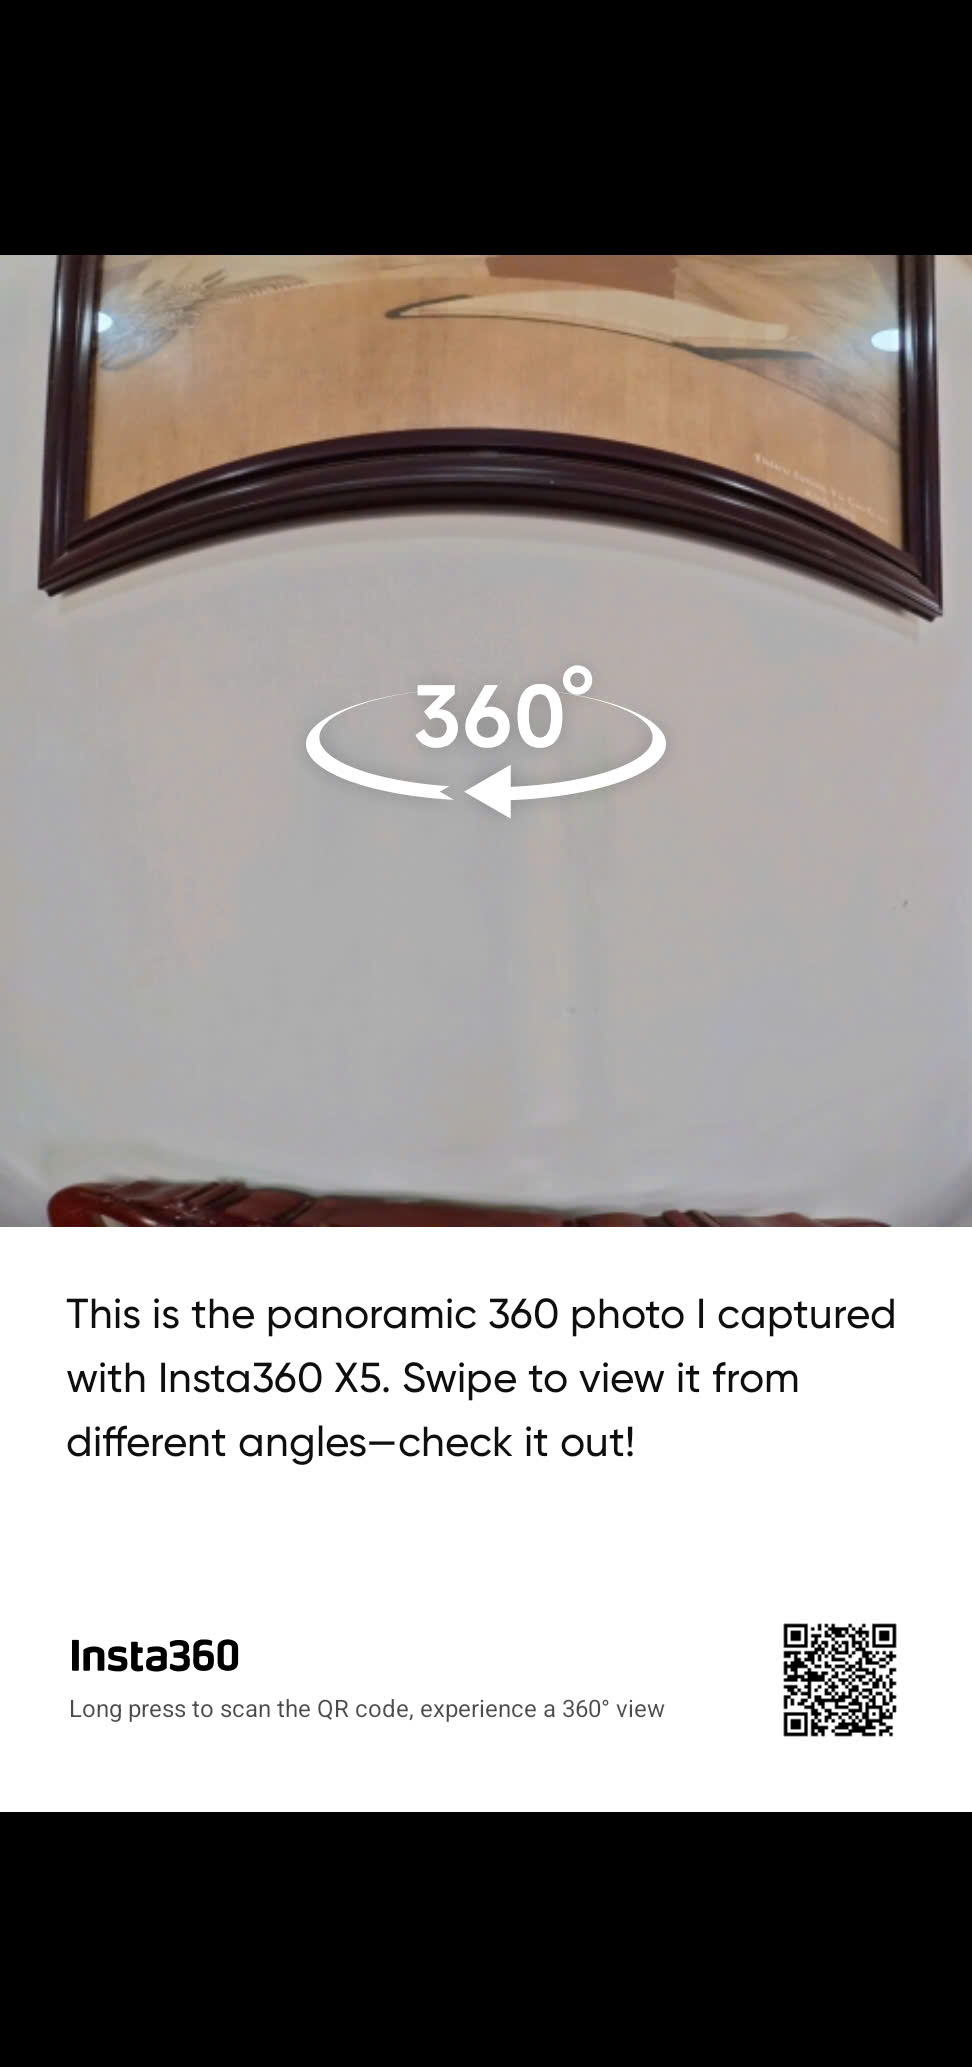 360°
This is the panoramic 360 photo I captured
with Insta360 X5. Swipe to view it from
different angles—check it out!
Insta360
Long press to scan the QR code, experience a 360° view